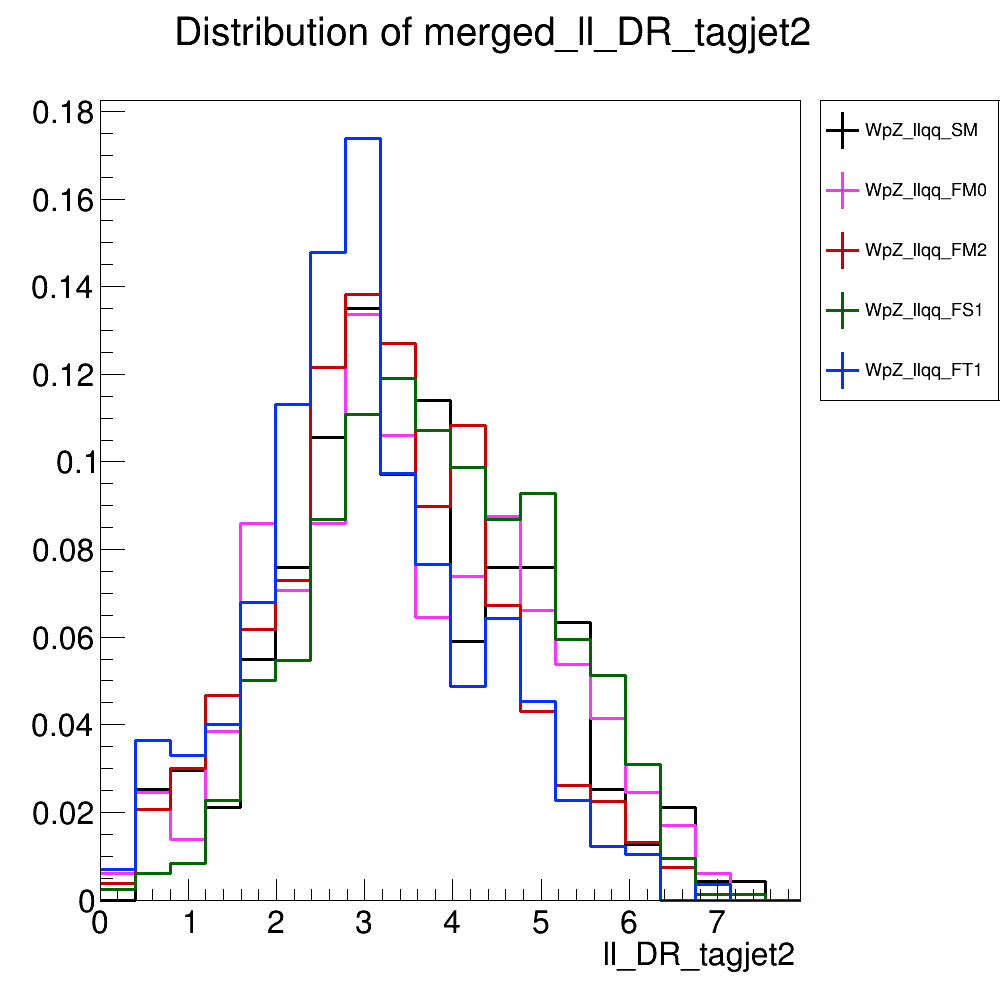 Distribution of merged_ll_DR_tagjet2
0.18
0.16
0.14
0.12
0.1
0.08
0.06
0.04
0.02
0
0 1 2 3 4 5 6 7
ll_DR_tagjet2
WpZ_llqq_SM
WpZ_llqq_FM0
WpZ_llqq_FM2
WpZ_llqq_FS1
WpZ_llqq_FT1